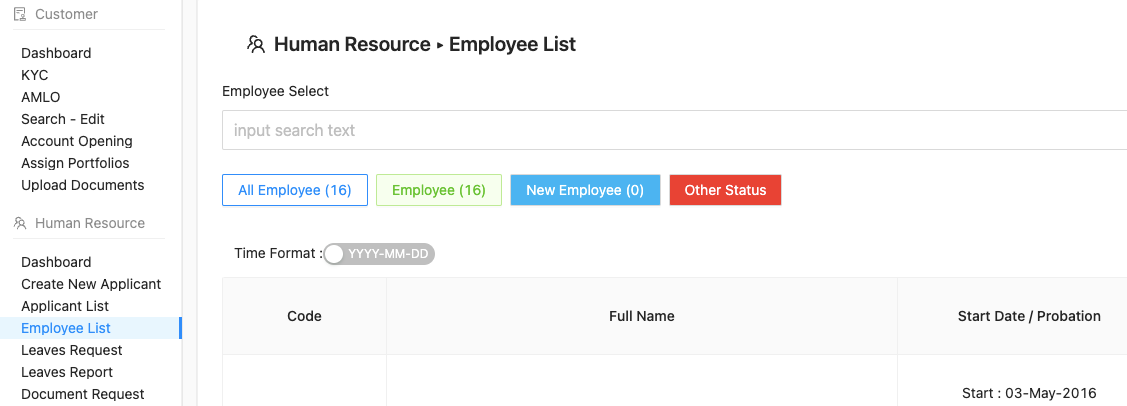 Customer
Dashboard
KYC
AMLO
Search - Edit
Account Opening
Assign Portfolios
Upload Documents
Human Resource
Dashboard
Create New Applicant
Applicant List
Employee List
Leaves Request
Leaves Report
Document Request
Human Resource ▸ Employee List
Employee Select
input search text
All Employee (16) Employee (16) New Employee (0) Other Status
Time Format : YYYY-MM-DD
Code Full Name Start Date / Probation
Start : 03-May-2016